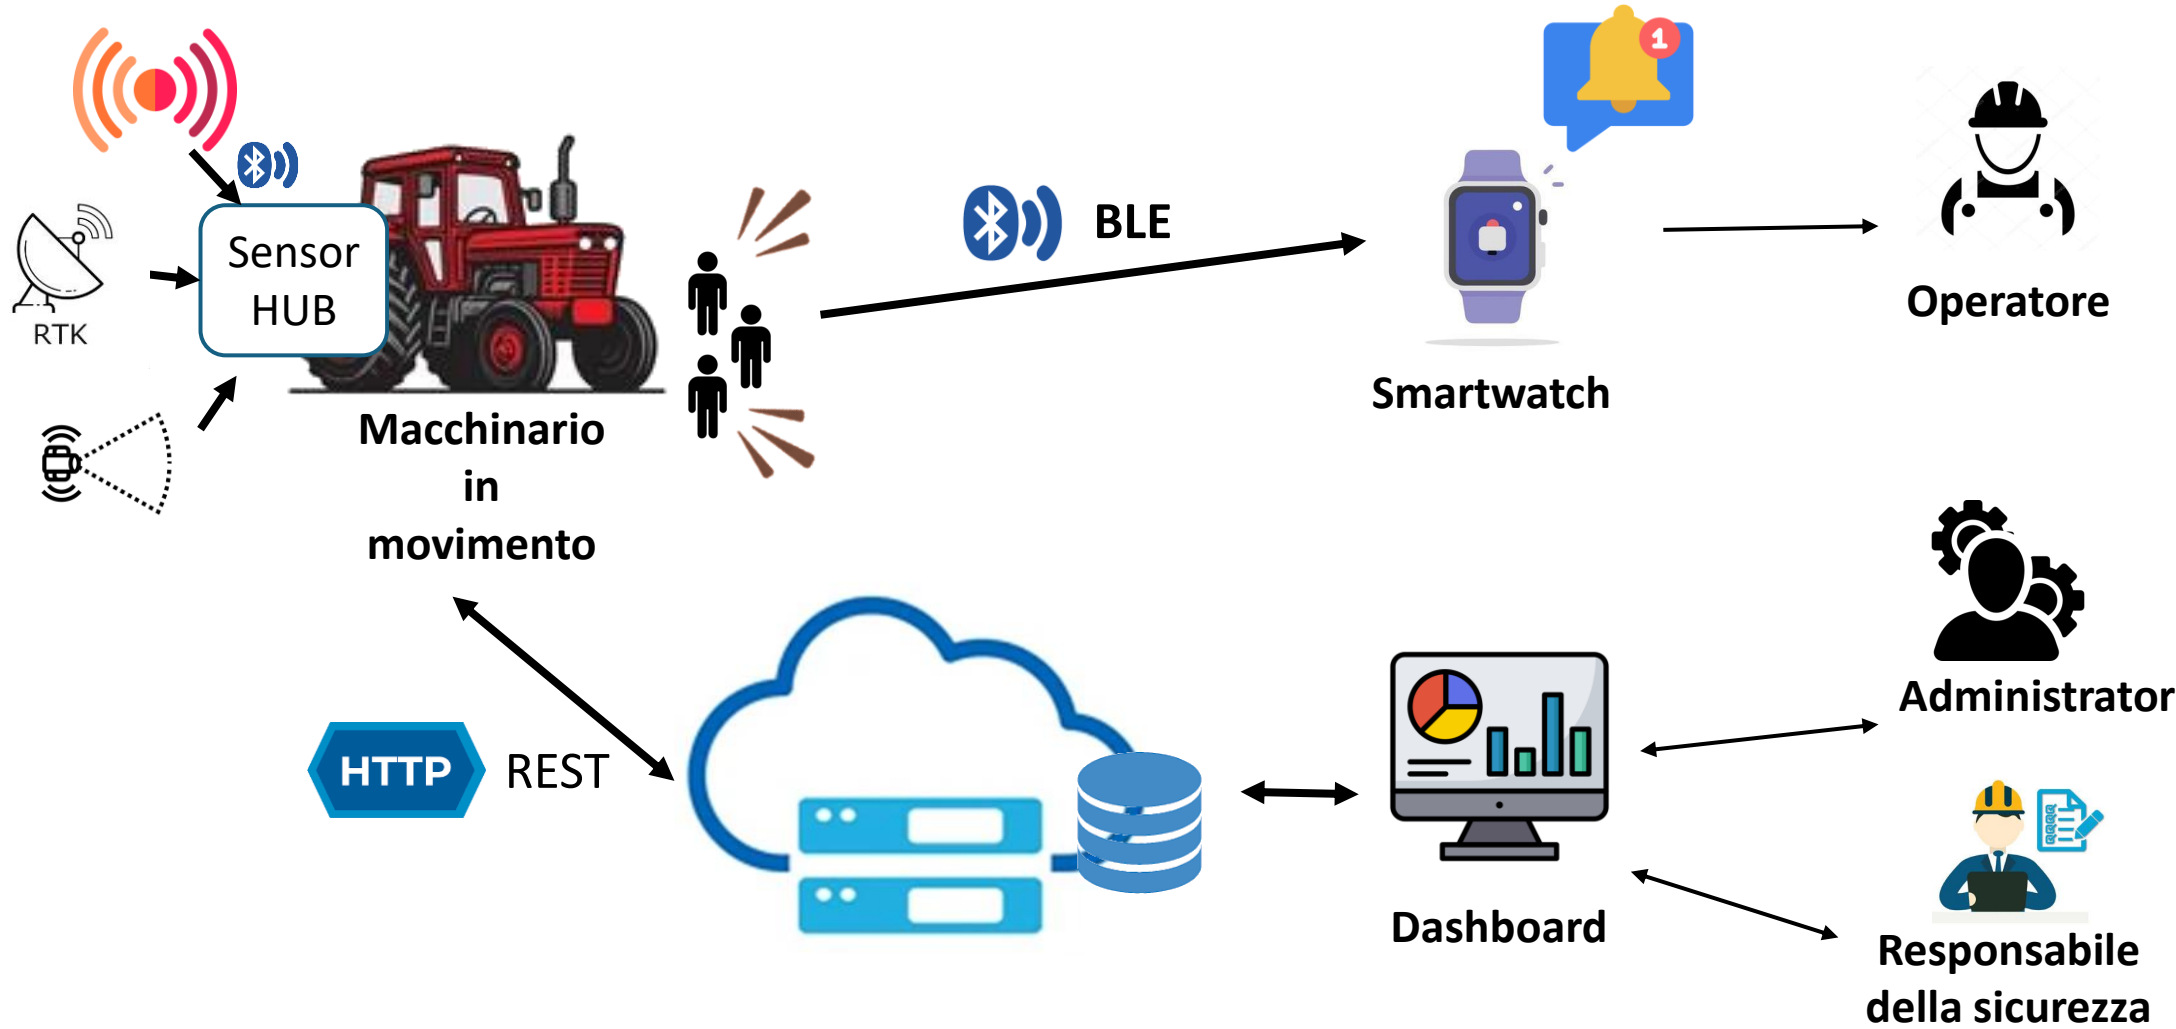 1
BLE
Sensor
HUB
RTK
Operatore
Smartwatch
Macchinario
in
movimento
Administrator
HTTP REST
Dashboard
Responsabile
della sicurezza